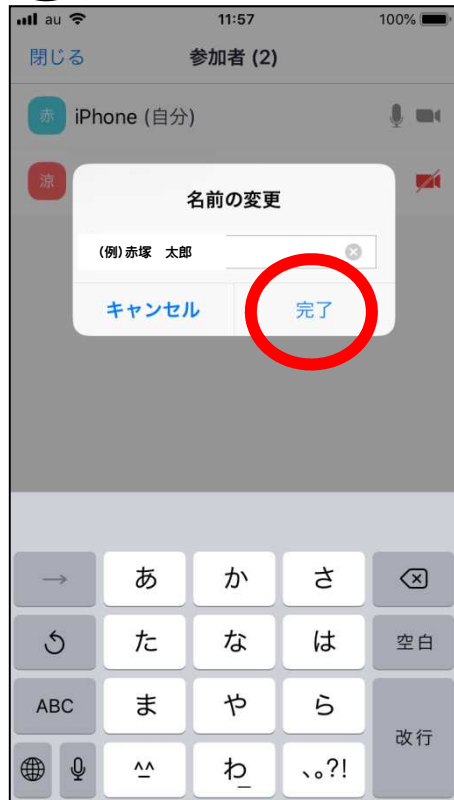 au 11:57 100%
閉じる 参加者 (2)
赤 iPhone (自分)
涼
名前の変更
(例)赤塚 太郎
キャンセル 完了
→ あ か さ
た な は 空白
ABC ま や ら
改行
^^ わ_ 、。?!